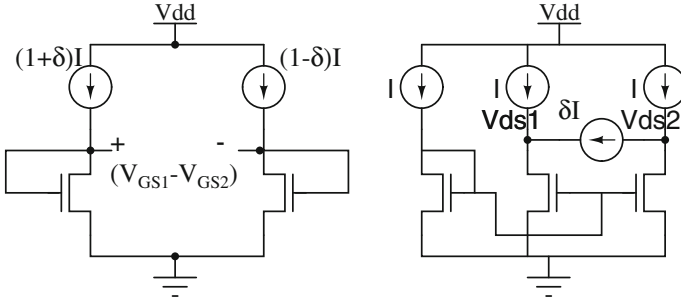 Vdd
(1+δ)I
(1-δ)I
+
-
(V_GS1-V_GS2)
Vdd
I
I
I
Vds1
δI
Vds2